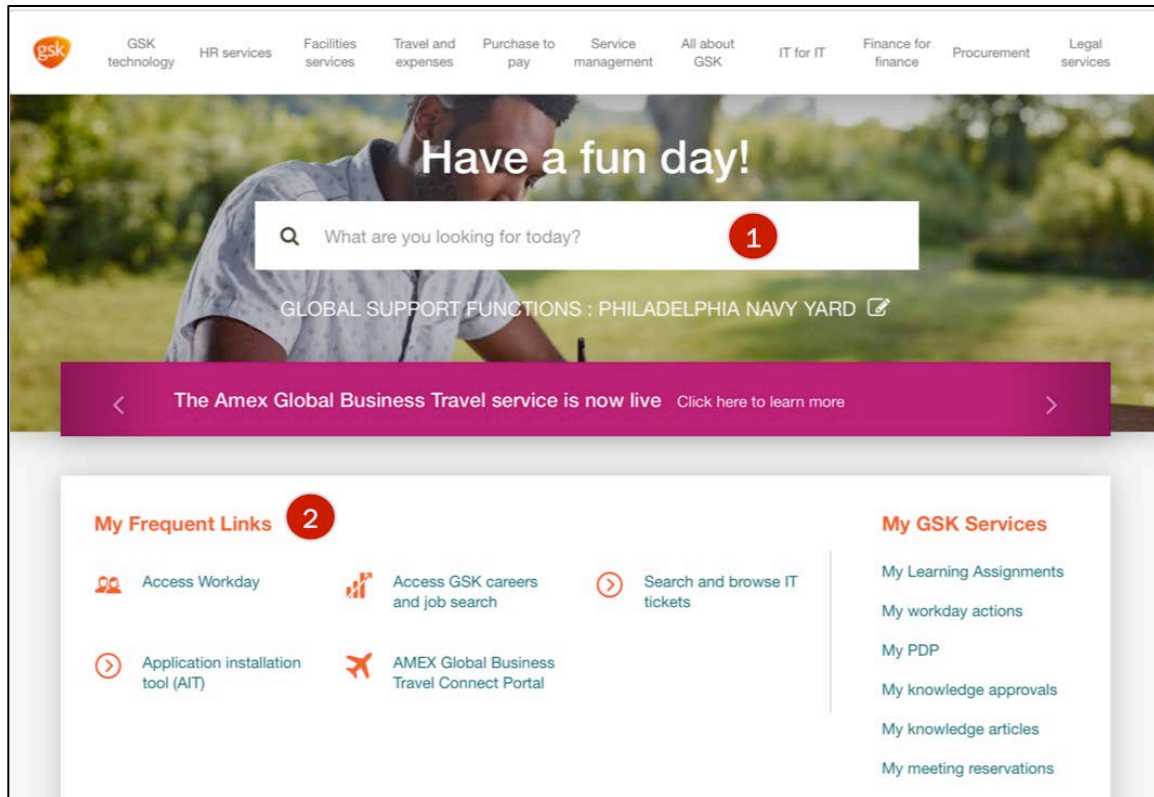 gsk
GSK
technology
HR services
Facilities
services
Travel and
expenses
Purchase to
pay
Service
management
All about
GSK
IT for IT
Finance for
finance
Procurement
Legal
services
Have a fun day!
What are you looking for today?
1
GLOBAL SUPPORT FUNCTIONS : PHILADELPHIA NAVY YARD
The Amex Global Business Travel service is now live Click here to learn more
My Frequent Links
2
Access Workday
Access GSK careers
and job search
Search and browse IT
tickets
Application installation
tool (AIT)
AMEX Global Business
Travel Connect Portal
My GSK Services
My Learning Assignments
My workday actions
My PDP
My knowledge approvals
My knowledge articles
My meeting reservations